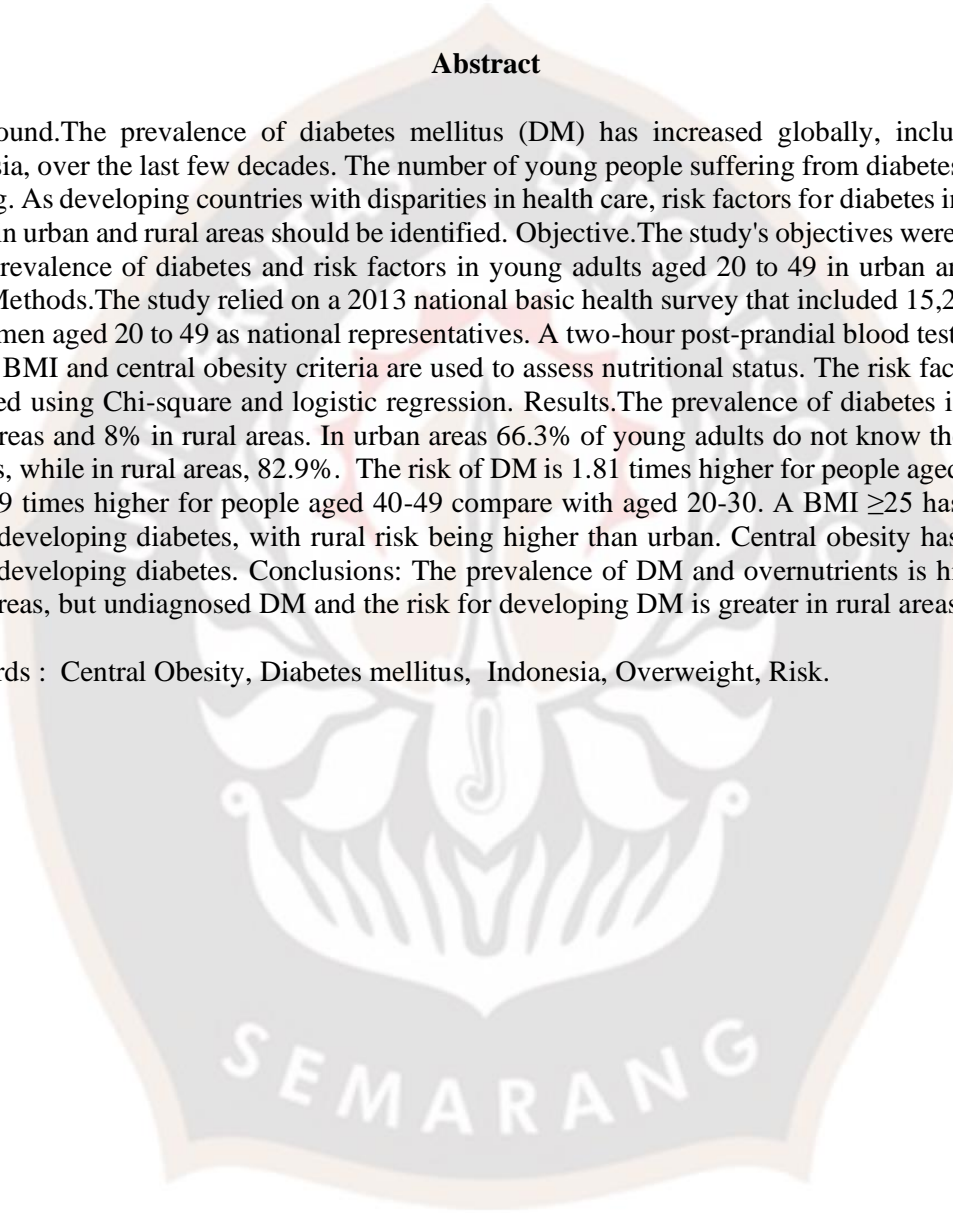 Abstract
ound.The prevalence of diabetes mellitus (DM) has increased globally, inclu
sia, over the last few decades. The number of young people suffering from diabetes
g. As developing countries with disparities in health care, risk factors for diabetes in
in urban and rural areas should be identified. Objective.The study's objectives were
revalence of diabetes and risk factors in young adults aged 20 to 49 in urban an
Methods.The study relied on a 2013 national basic health survey that included 15,2
men aged 20 to 49 as national representatives. A two-hour post-prandial blood test
BMI and central obesity criteria are used to assess nutritional status. The risk fac
ed using Chi-square and logistic regression. Results.The prevalence of diabetes i
reas and 8% in rural areas. In urban areas 66.3% of young adults do not know the
s, while in rural areas, 82.9%.  The risk of DM is 1.81 times higher for people aged
9 times higher for people aged 40-49 compare with aged 20-30. A BMI ≥25 has
developing diabetes, with rural risk being higher than urban. Central obesity has
developing diabetes. Conclusions: The prevalence of DM and overnutrients is hi
reas, but undiagnosed DM and the risk for developing DM is greater in rural areas
rds :  Central Obesity, Diabetes mellitus,  Indonesia, Overweight, Risk.
UNIVERSITAS DIPONEGORO
SEMARANG